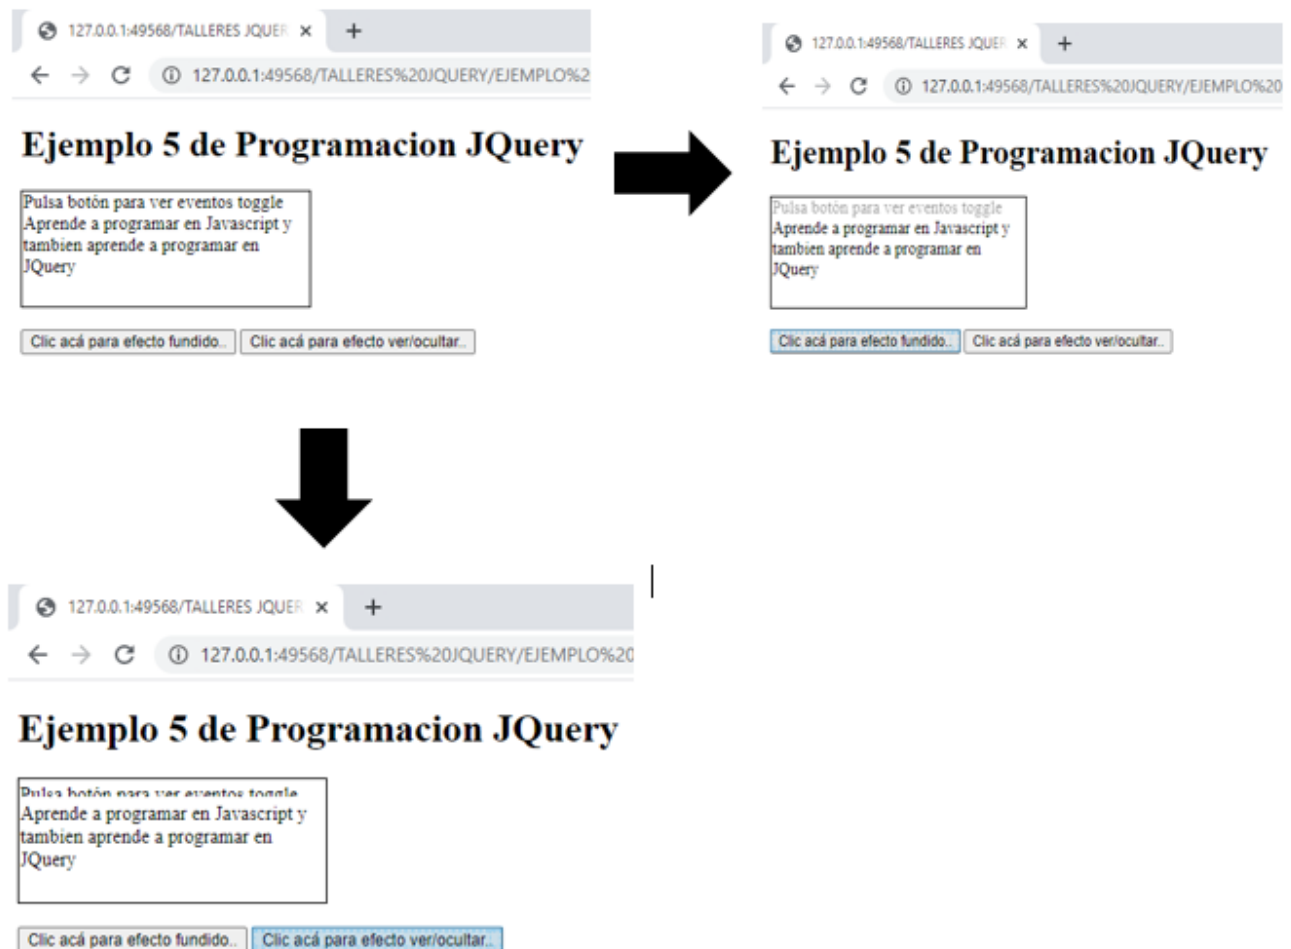 127.0.0.1:49568/TALLERES JQUER
127.0.0.1:49568/TALLERES%20JQUERY/EJEMPLO%2
Ejemplo 5 de Programacion JQuery
Pulsa botón para ver eventos toggle
Aprende a programar en Javascript y
tambien aprende a programar en
JQuery
Clic acá para efecto fundido.. Clic acá para efecto ver/ocultar..
127.0.0.1:49568/TALLERES JQUER
127.0.0.1:49568/TALLERES%20JQUERY/EJEMPLO%20
Ejemplo 5 de Programacion JQuery
Pulsa botón para ver eventos toggle
Aprende a programar en Javascript y
tambien aprende a programar en
JQuery
Clic acá para efecto fundido.. Clic acá para efecto ver/ocultar..
127.0.0.1:49568/TALLERES JQUER
127.0.0.1:49568/TALLERES%20JQUERY/EJEMPLO%20
Ejemplo 5 de Programacion JQuery
Pulsa botón para ver eventos toggle
Aprende a programar en Javascript y
tambien aprende a programar en
JQuery
Clic acá para efecto fundido.. Clic acá para efecto ver/ocultar..